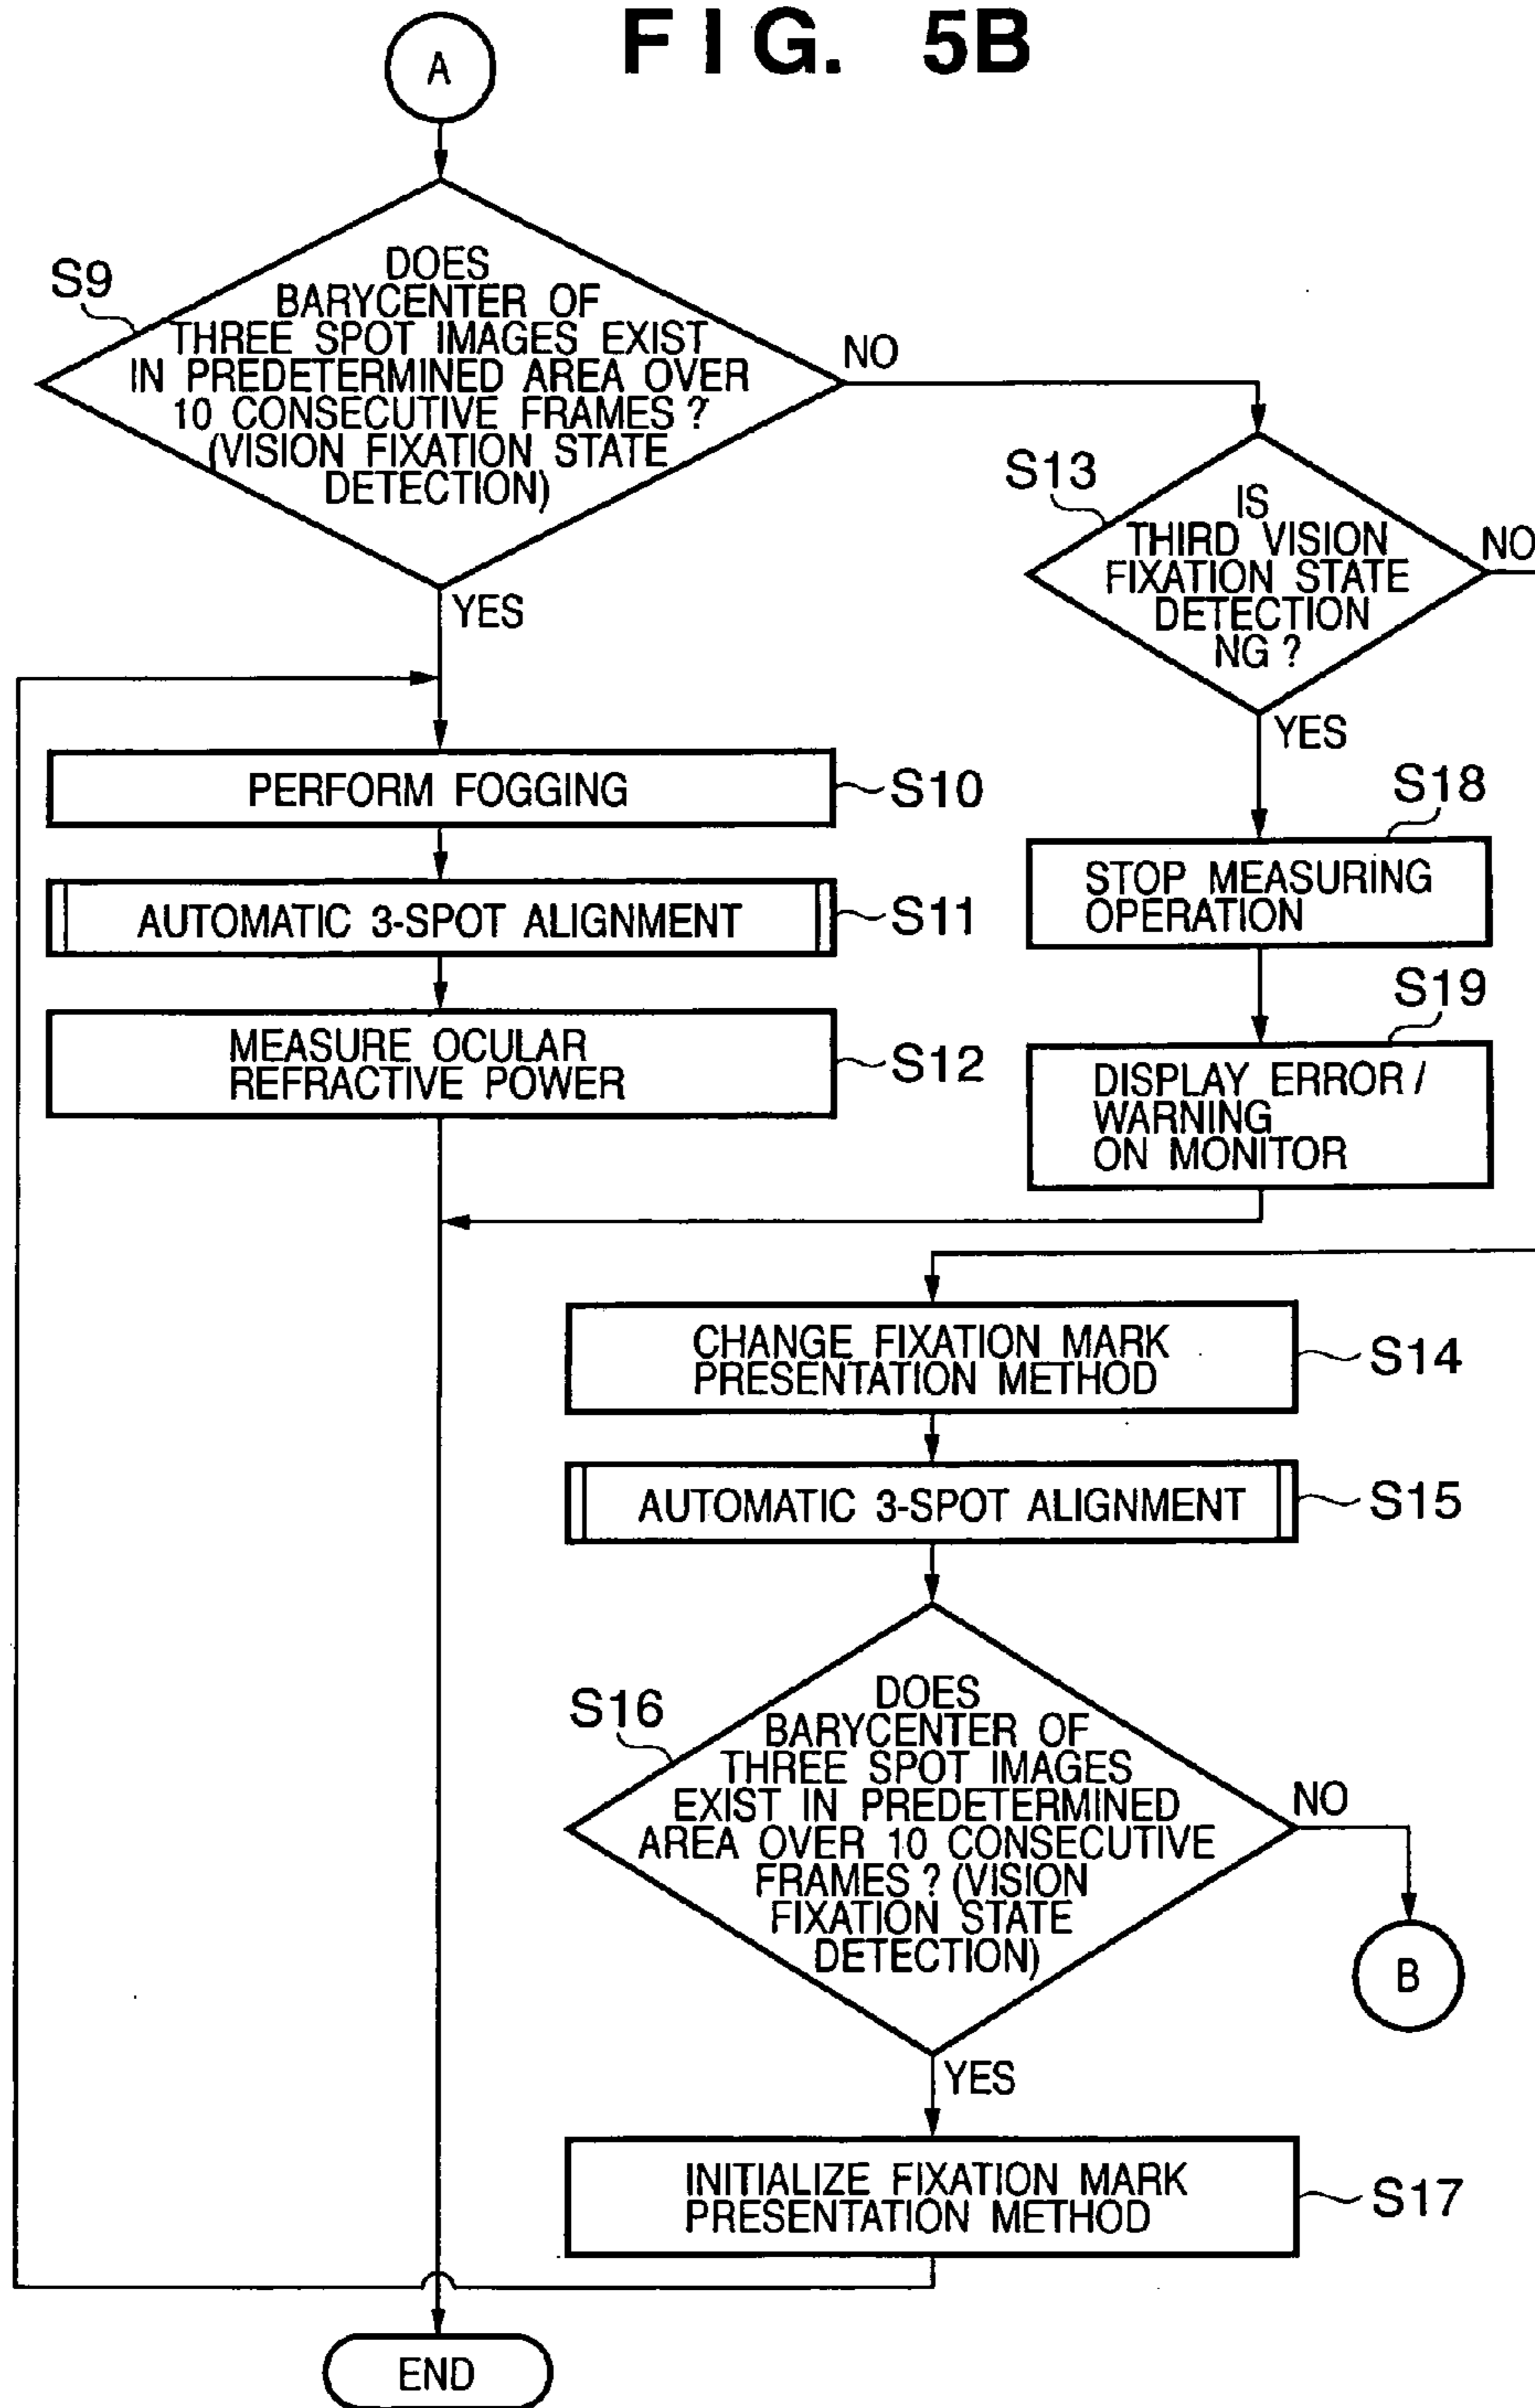 FIG. 5B
A
S9
DOES
BARYCENTER OF
THREE SPOT IMAGES EXIST
IN PREDETERMINED AREA OVER
10 CONSECUTIVE FRAMES ?
(VISION FIXATION STATE
DETECTION)
NO
YES
S13
IS
THIRD VISION
FIXATION STATE
DETECTION
NG ?
NO
YES
PERFORM FOGGING
S10
AUTOMATIC 3-SPOT ALIGNMENT
S11
MEASURE OCULAR
REFRACTIVE POWER
S12
S18
STOP MEASURING
OPERATION
S19
DISPLAY ERROR /
WARNING
ON MONITOR
CHANGE FIXATION MARK
PRESENTATION METHOD
S14
AUTOMATIC 3-SPOT ALIGNMENT
S15
S16
DOES
BARYCENTER OF
THREE SPOT IMAGES
EXIST IN PREDETERMINED
AREA OVER 10 CONSECUTIVE
FRAMES ? (VISION
FIXATION STATE
DETECTION)
NO
B
YES
INITIALIZE FIXATION MARK
PRESENTATION METHOD
S17
END